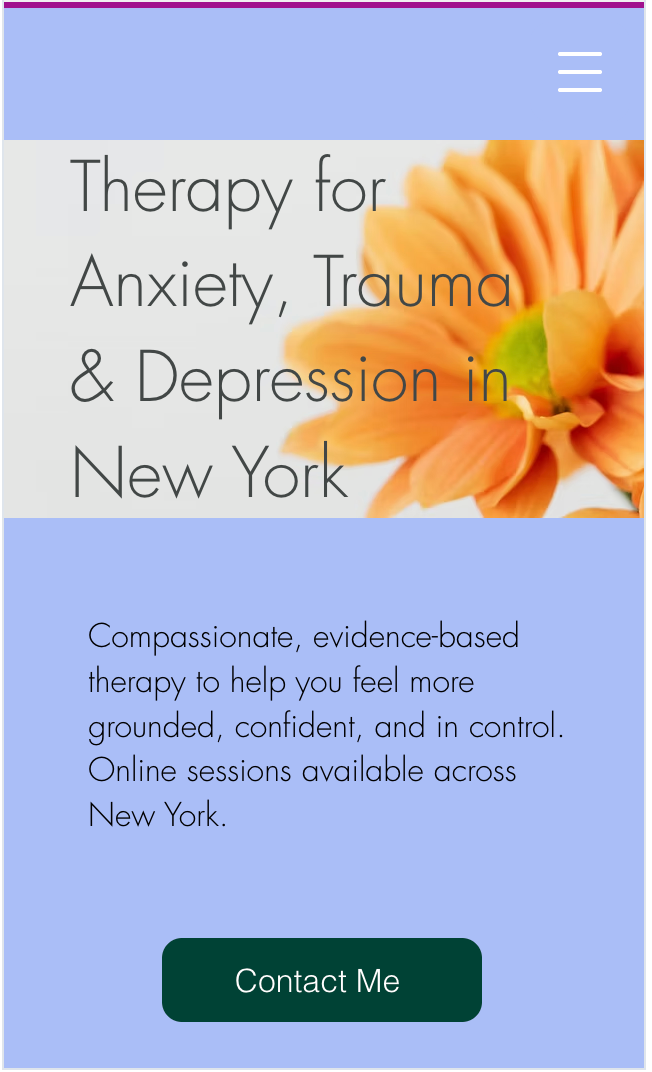 Therapy for
Anxiety, Trauma
& Depression in
New York
Compassionate, evidence-based
therapy to help you feel more
grounded, confident, and in control.
Online sessions available across
New York.
Contact Me